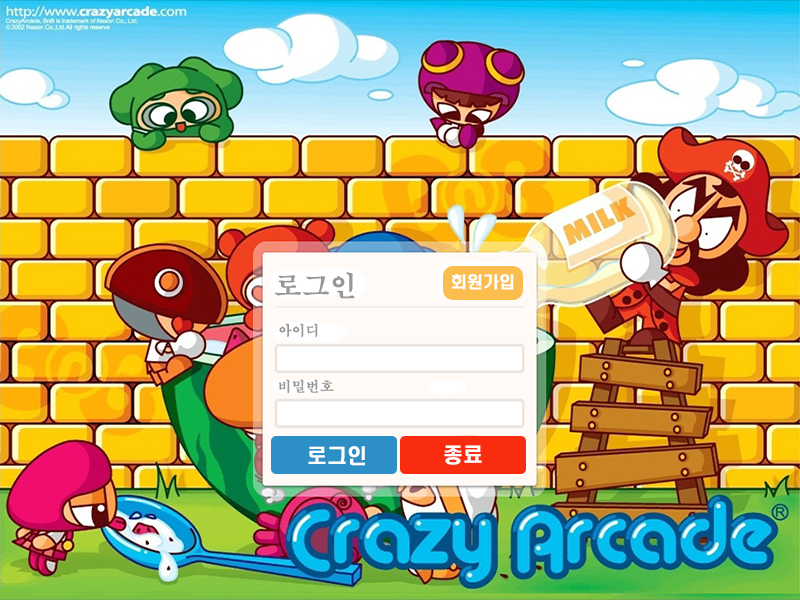 http://www.crazyarcade.com
CrazyArcade, BnB is trademark of Nexon Co., Ltd.
©2002 Nexon Co.,Ltd.All rights reserve
MILK
로그인
회원가입
아이디
비밀번호
로그인
종료
Crazy Arcade®